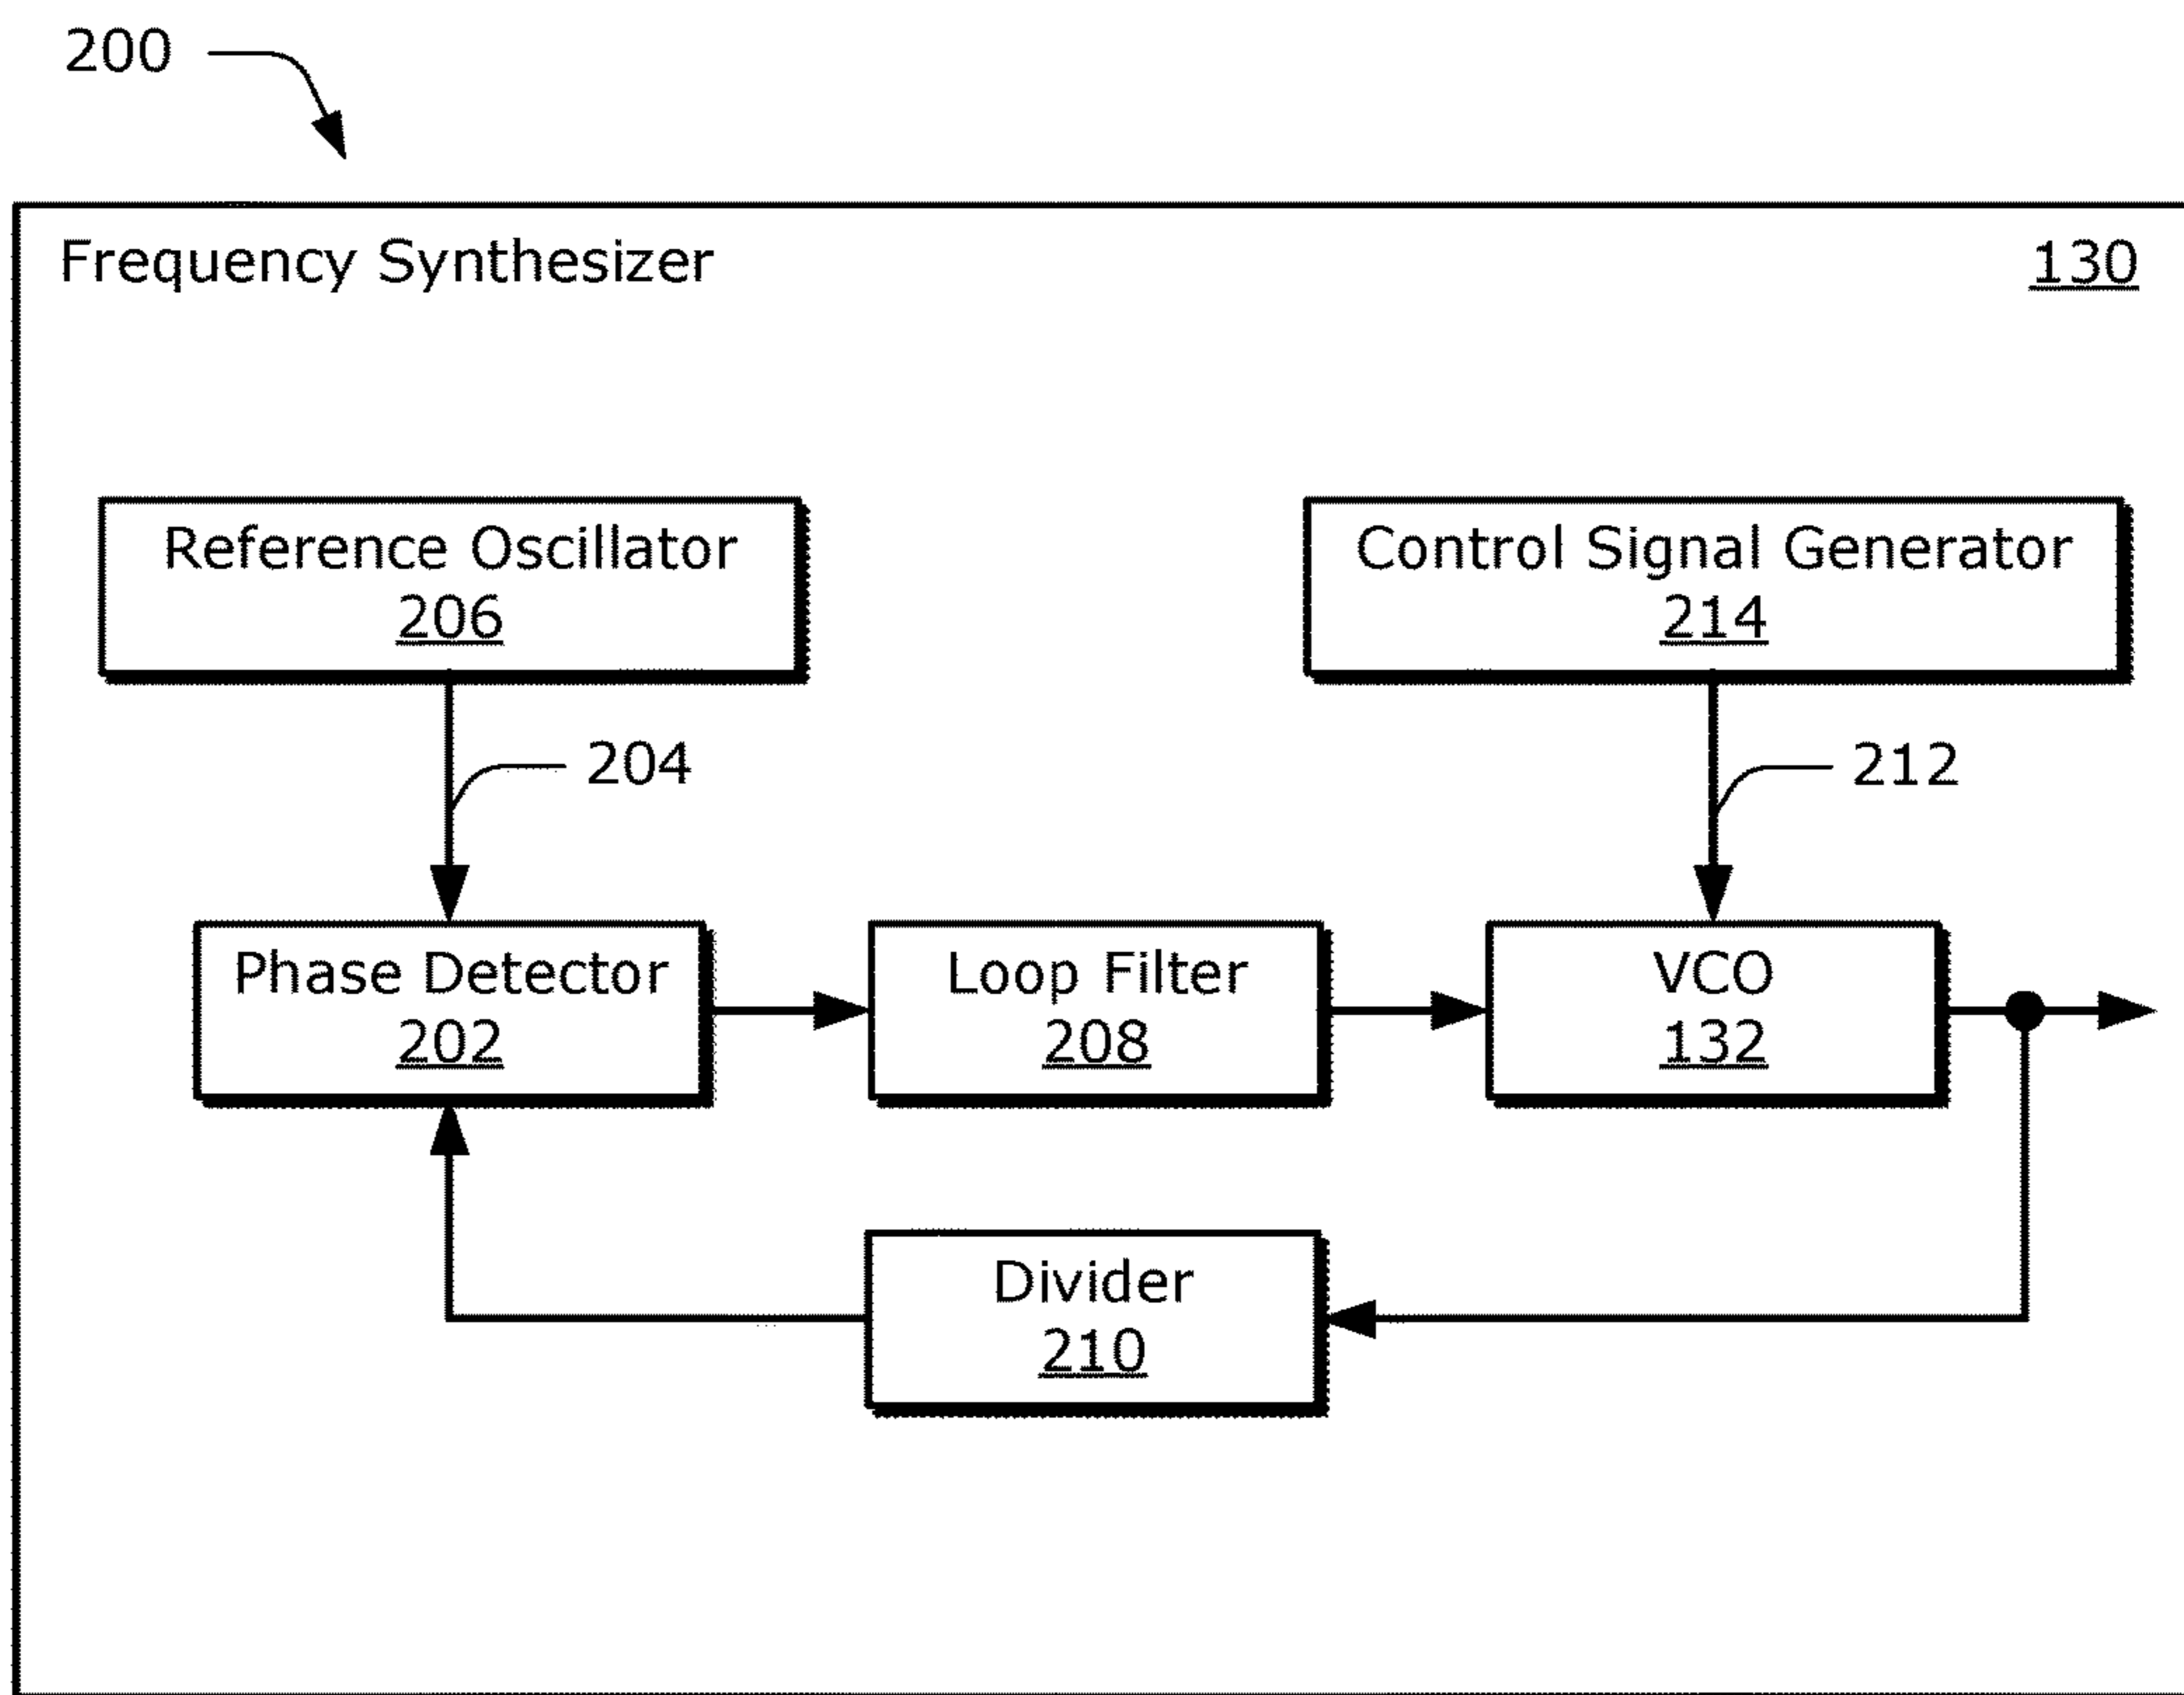 200
Frequency Synthesizer 130
Reference Oscillator
206
Control Signal Generator
214
204
212
Phase Detector
202
Loop Filter
208
VCO
132
Divider
210